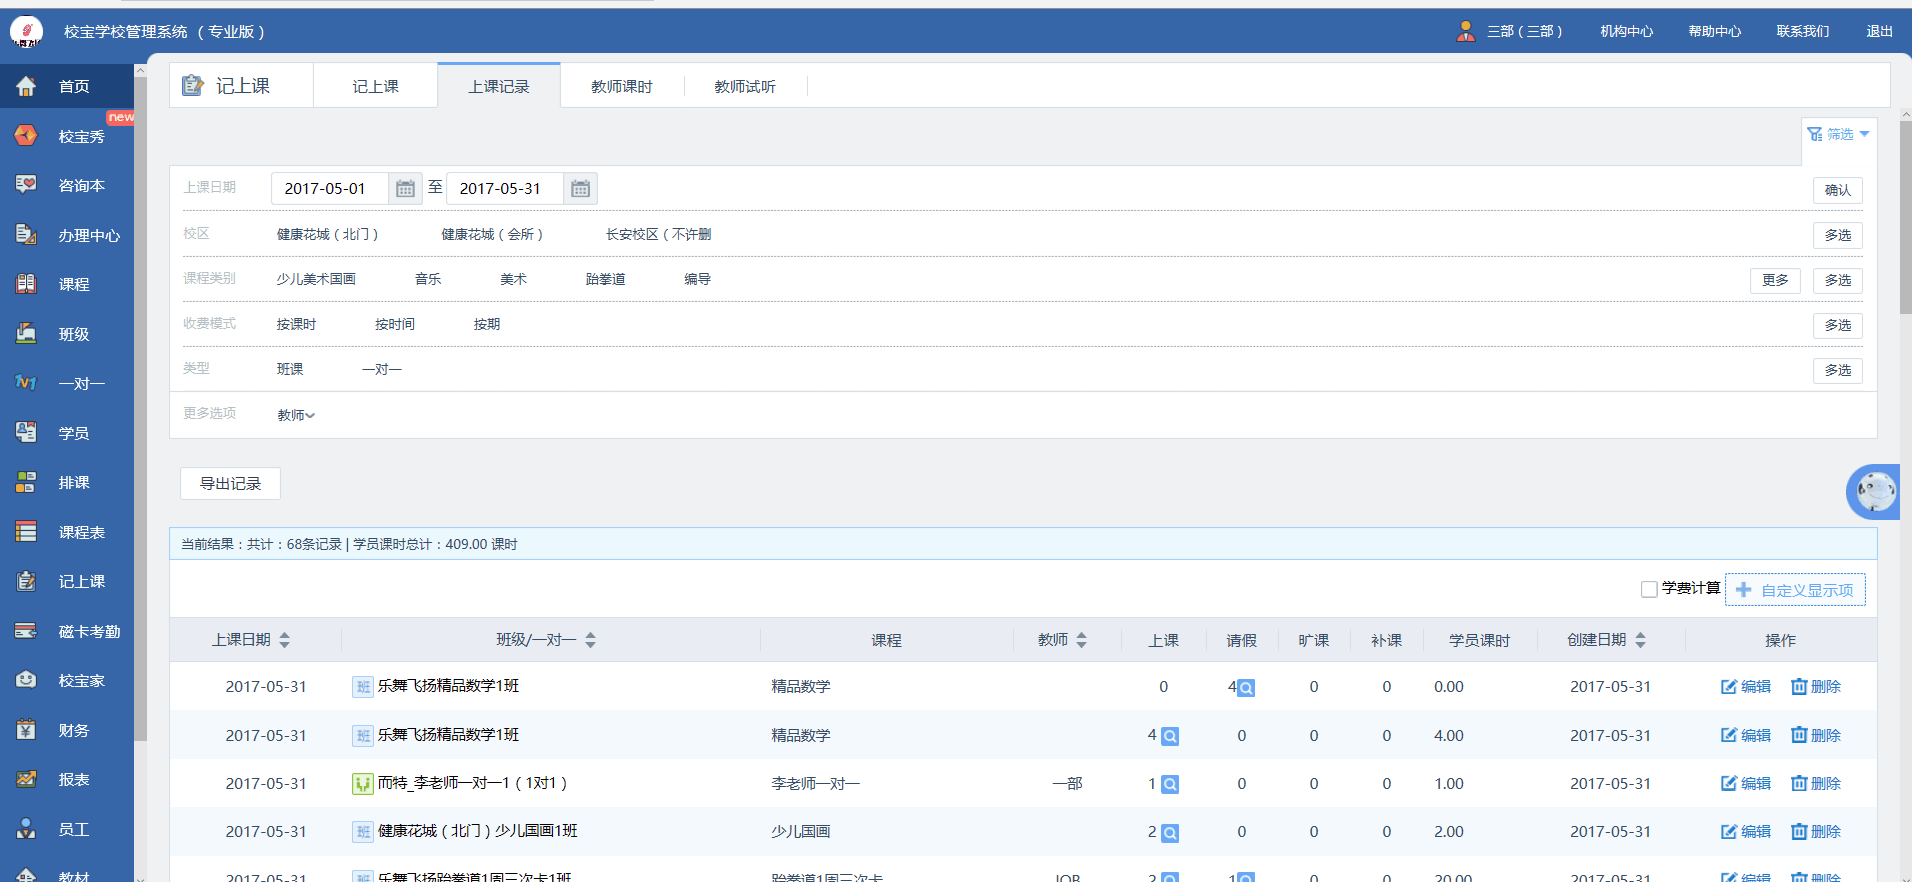 校宝学校管理系统 （ 专业版 ）
三部 ( 三部 )
机构中心
帮助中心
联系我们
退出
首页
new
校宝秀
咨询本
办理中心
课程
班级
一对一
学员
排课
课程表
记上课
磁卡考勤
校宝家
财务
报表
员工
教材
记上课
记上课
上课记录
教师课时
教师试听
筛选
上课日期 2017-05-01 至 2017-05-31 确认
校区 健康花城 ( 北门 ) 健康花城 ( 会所 ) 长安校区 ( 不许删 多选
课程类别 少儿美术国画 音乐 美术 跆拳道 编导 更多 多选
收费模式 按课时 按时间 按期 多选
类型 班课 一对一 多选
更多选项 教师
导出记录
当前结果：共计：68条记录 | 学员课时总计：409.00 课时
学费计算 自定义显示项
上课日期 班级/一对一 课程 教师 上课 请假 旷课 补课 学员课时 创建日期 操作
2017-05-31 班 乐舞飞扬精品数学1班 精品数学 0 4 0 0 0.00 2017-05-31 编辑 删除
2017-05-31 班 乐舞飞扬精品数学1班 精品数学 4 0 0 0 4.00 2017-05-31 编辑 删除
2017-05-31 而特_李老师一对一1 ( 1对1 ) 李老师一对一 一部 1 0 0 0 1.00 2017-05-31 编辑 删除
2017-05-31 班 健康花城 ( 北门 ) 少儿国画1班 少儿国画 2 0 0 0 2.00 2017-05-31 编辑 删除
2017-05-31 班 乐舞飞扬跆拳道1周三次卡1班 跆拳道1周三次卡 JOB 2 1 0 0 20.00 2017-05-31 编辑 删除